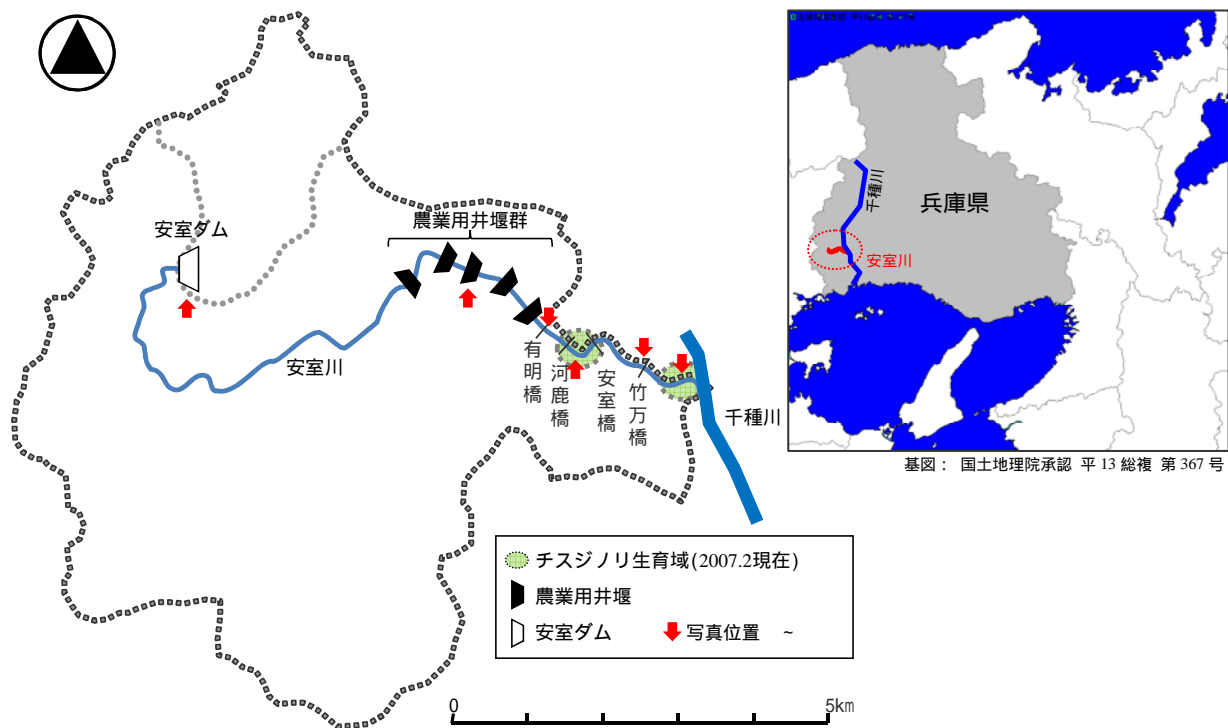 安室ダム
農業用井堰群
安室川
有明橋
河鹿橋
安室橋
竹万橋
千種川
チスジノリ生育域(2007.2現在)
農業用井堰
安室ダム
写真位置 ~
0
5km
千種川
兵庫県
安室川
基図： 国土地理院承認 平 13 総複 第 367 号